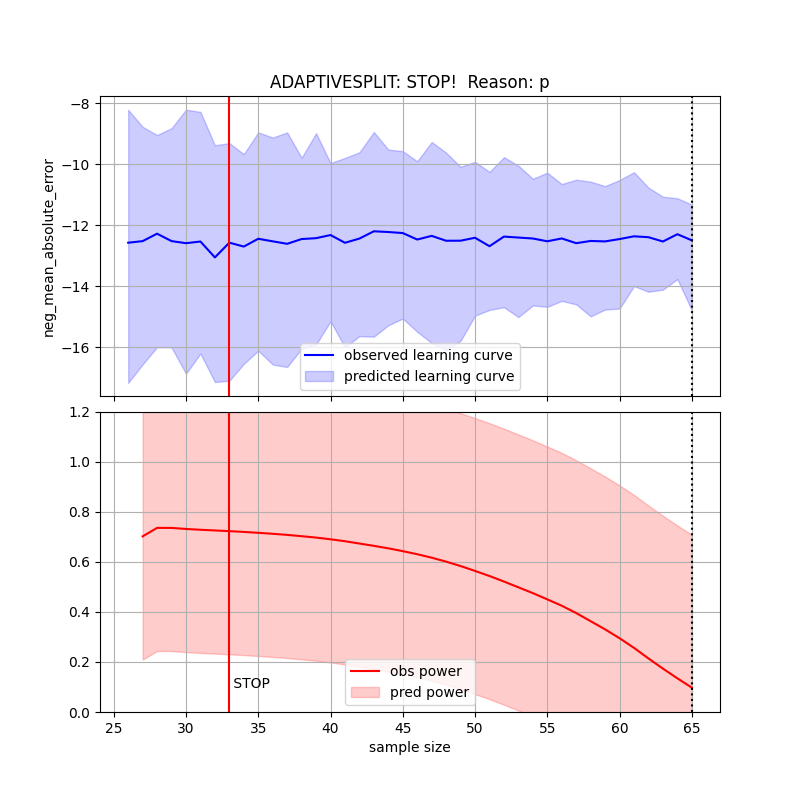 ADAPTIVESPLIT: STOP!  Reason: p
−8
−10
−12
−14
−16
neg_mean_absolute_error
observed learning curve
predicted learning curve
1.2
1.0
0.8
0.6
0.4
0.2
0.0
STOP
obs power
pred power
25 30 35 40 45 50 55 60 65
sample size